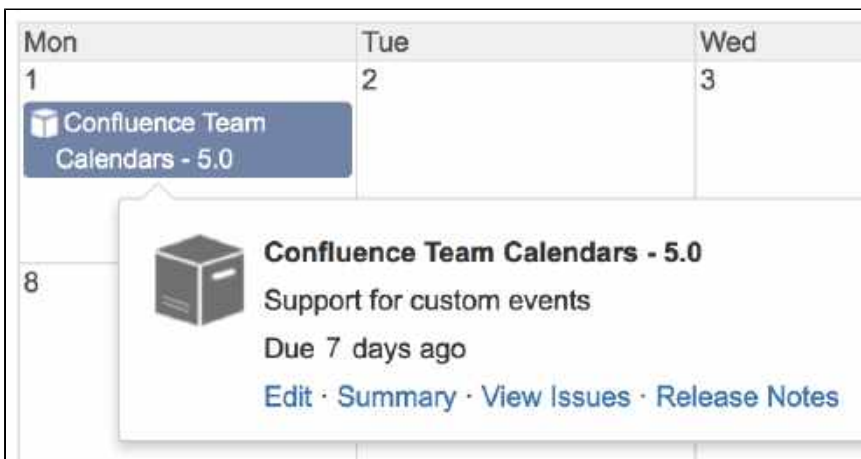 Mon Tue Wed
1 2 3
Confluence Team
Calendars - 5.0
Confluence Team Calendars - 5.0
8
Support for custom events
Due 7 days ago
Edit · Summary · View Issues · Release Notes